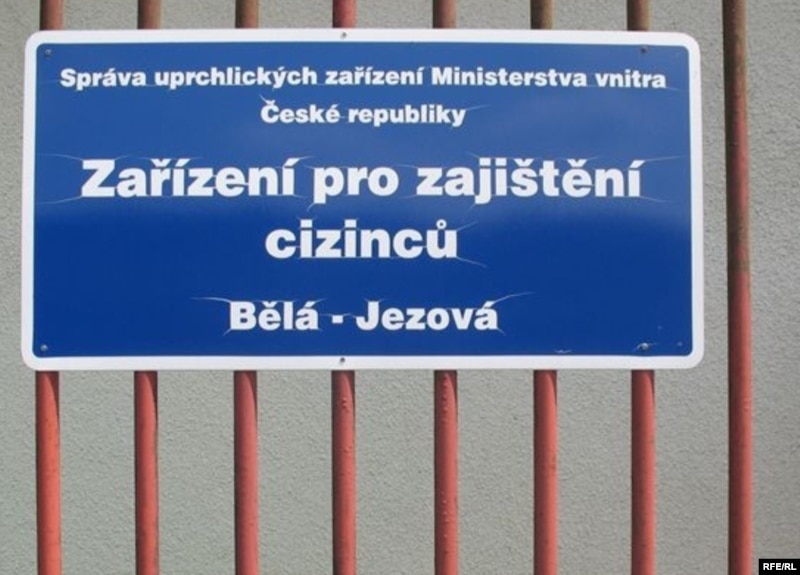 Správa uprchlických zařízení Ministerstva vnitra
České republiky
Zařízení pro zajištění
cizinců
Bělá - Jezová
RFE/RL